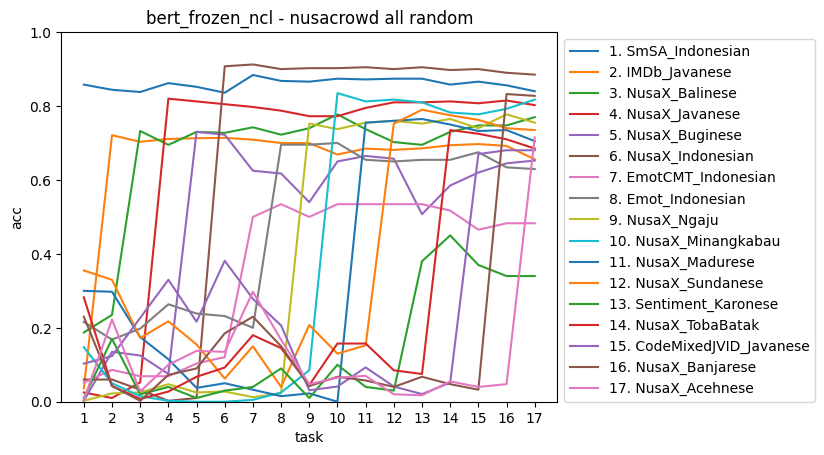 bert_frozen_ncl - nusacrowd all random
1.0
0.8
0.6
0.4
0.2
0.0
acc
1 2 3 4 5 6 7 8 9 10 11 12 13 14 15 16 17
task
1. SmSA_Indonesian
2. IMDb_Javanese
3. NusaX_Balinese
4. NusaX_Javanese
5. NusaX_Buginese
6. NusaX_Indonesian
7. EmotCMT_Indonesian
8. Emot_Indonesian
9. NusaX_Ngaju
10. NusaX_Minangkabau
11. NusaX_Madurese
12. NusaX_Sundanese
13. Sentiment_Karonese
14. NusaX_TobaBatak
15. CodeMixedJVID_Javanese
16. NusaX_Banjarese
17. NusaX_Acehnese